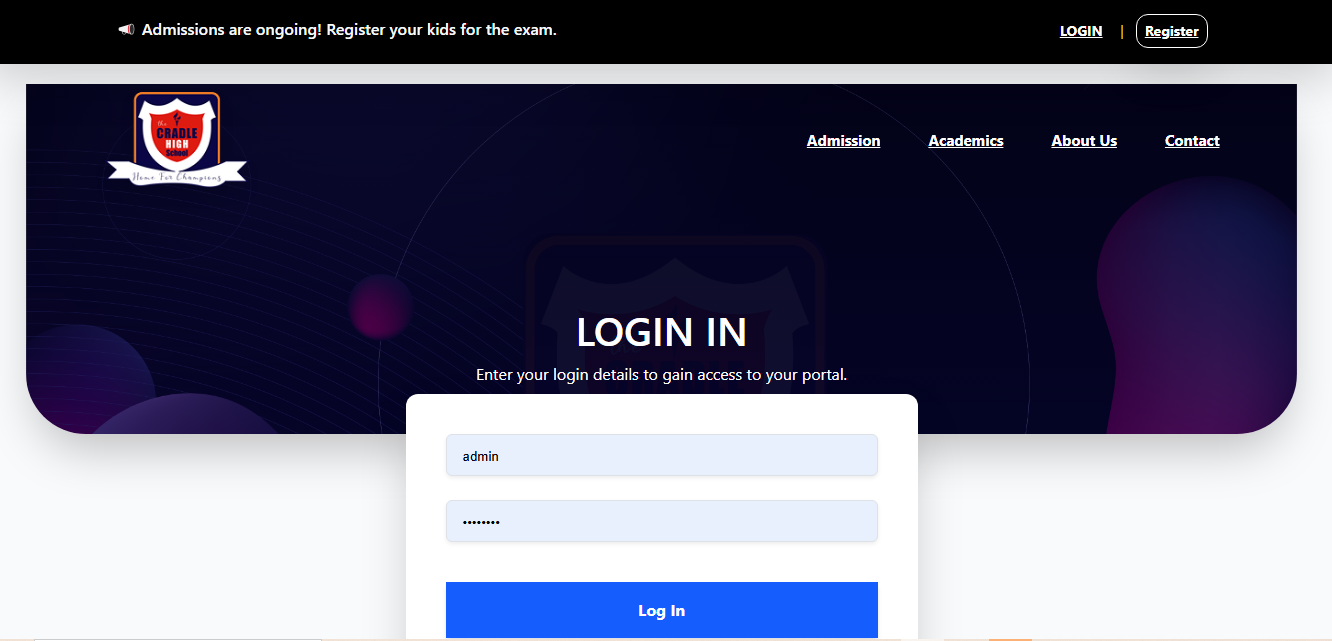 Admissions are ongoing! Register your kids for the exam.
LOGIN | Register
the
CRADLE
HIGH
School
Home For Champions
Admission Academics About Us Contact
LOGIN IN
Enter your login details to gain access to your portal.
admin
••••••••
Log In